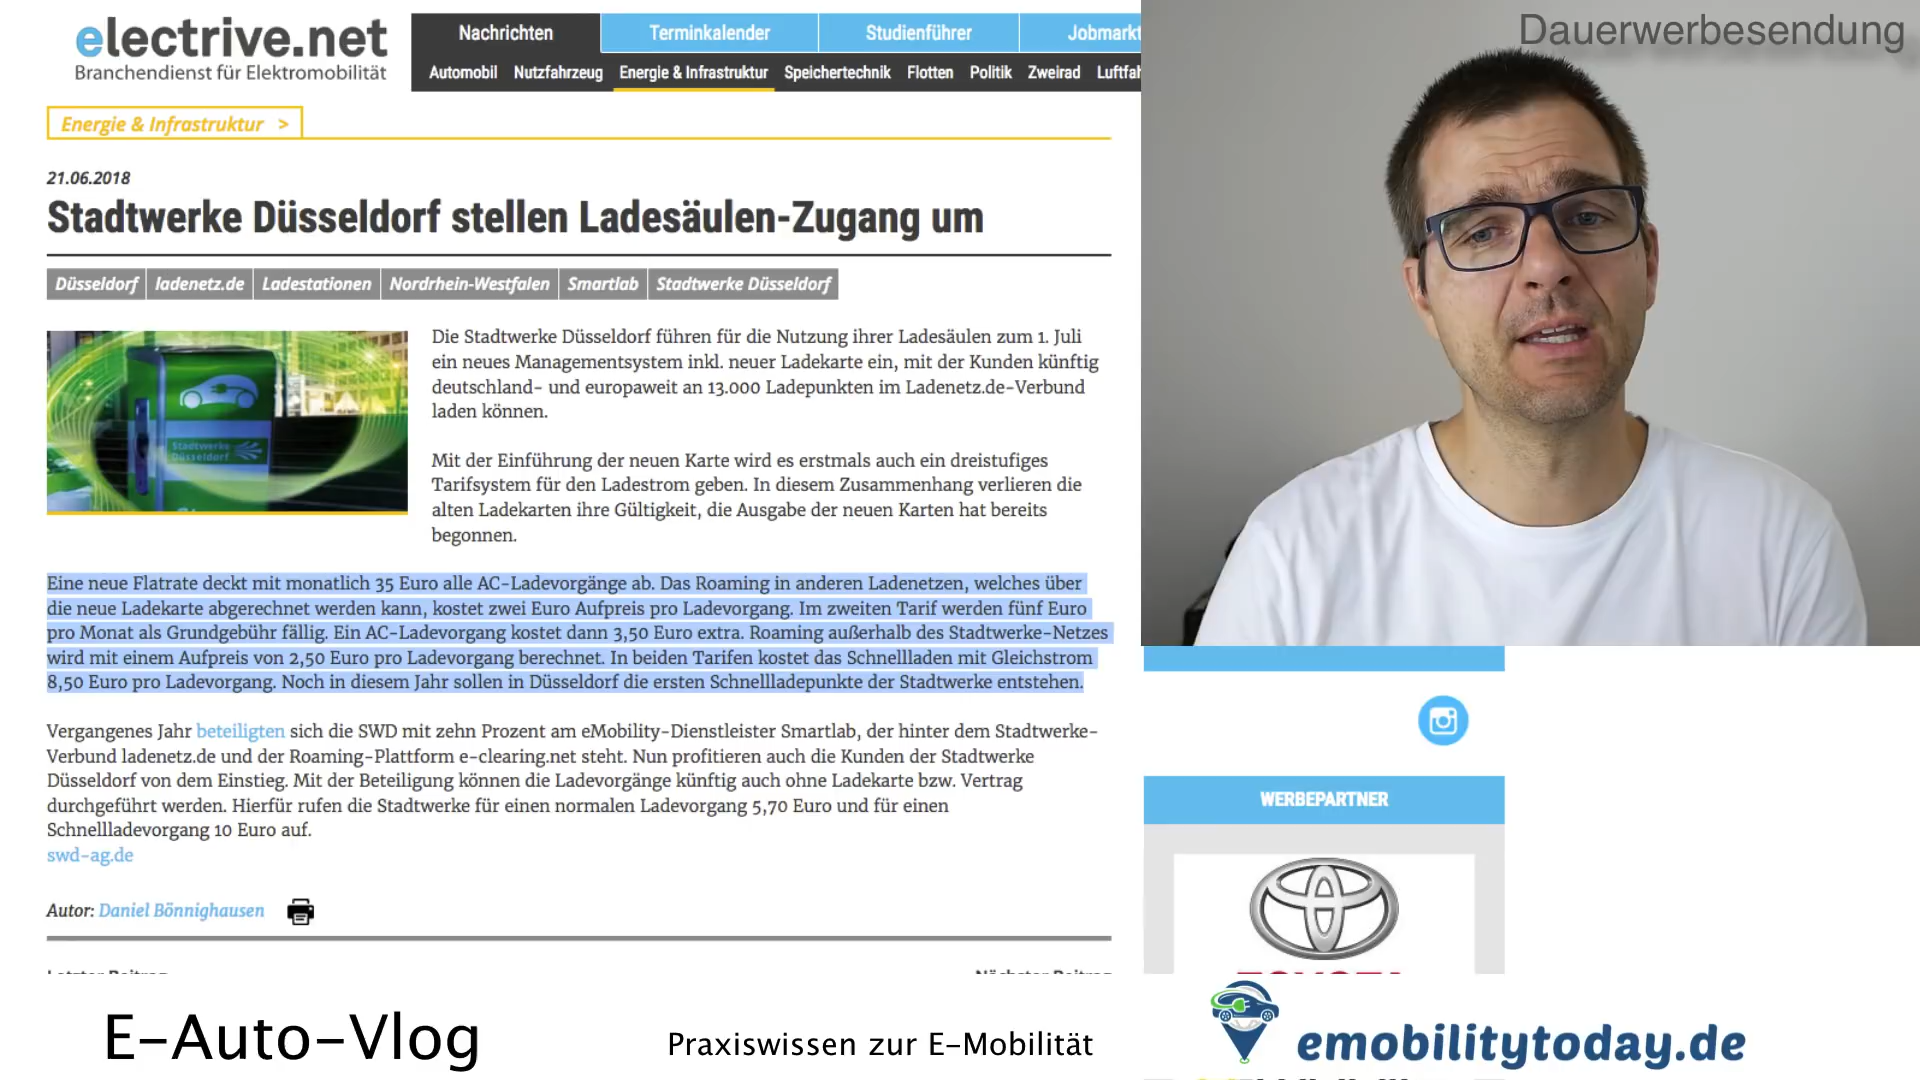 electrive.net
Branchendienst für Elektromobilität
Nachrichten
Terminkalender
Studienführer
Jobmarkt
Automobil
Nutzfahrzeug
Energie & Infrastruktur
Speichertechnik
Flotten
Politik
Zweirad
Dauerwerbesendung
Energie & Infrastruktur >
21.06.2018
Stadtwerke Düsseldorf stellen Ladesäulen-Zugang um
Düsseldorf
ladenetz.de
Ladestationen
Nordrhein-Westfalen
Smartlab
Stadtwerke Düsseldorf
Stadtwerke
Düsseldorf
Die Stadtwerke Düsseldorf führen für die Nutzung ihrer Ladesäulen zum 1. Juli
ein neues Managementsystem inkl. neuer Ladekarte ein, mit der Kunden künftig
deutschland- und europaweit an 13.000 Ladepunkten im Ladenetz.de-Verbund
laden können.
Mit der Einführung der neuen Karte wird es erstmals auch ein dreistufiges
Tarifsystem für den Ladestrom geben. In diesem Zusammenhang verlieren die
alten Ladekarten ihre Gültigkeit, die Ausgabe der neuen Karten hat bereits
begonnen.
Eine neue Flatrate deckt mit monatlich 35 Euro alle AC-Ladevorgänge ab. Das Roaming in anderen Ladenetzen, welches über
die neue Ladekarte abgerechnet werden kann, kostet zwei Euro Aufpreis pro Ladevorgang. Im zweiten Tarif werden fünf Euro
pro Monat als Grundgebühr fällig. Ein AC-Ladevorgang kostet dann 3,50 Euro extra. Roaming außerhalb des Stadtwerke-Netzes
wird mit einem Aufpreis von 2,50 Euro pro Ladevorgang berechnet. In beiden Tarifen kostet das Schnellladen mit Gleichstrom
8,50 Euro pro Ladevorgang. Noch in diesem Jahr sollen in Düsseldorf die ersten Schnellladepunkte der Stadtwerke entstehen.
Vergangenes Jahr beteiligten sich die SWD mit zehn Prozent am eMobility-Dienstleister Smartlab, der hinter dem Stadtwerke-
Verbund ladenetz.de und der Roaming-Plattform e-clearing.net steht. Nun profitieren auch die Kunden der Stadtwerke
Düsseldorf von dem Einstieg. Mit der Beteiligung können die Ladevorgänge künftig auch ohne Ladekarte bzw. Vertrag
durchgeführt werden. Hierfür rufen die Stadtwerke für einen normalen Ladevorgang 5,70 Euro und für einen
Schnellladevorgang 10 Euro auf.
swd-ag.de
Autor: Daniel Bönnighausen
WERBEPARTNER
E-Auto-Vlog
Praxiswissen zur E-Mobilität
emobilitytoday.de